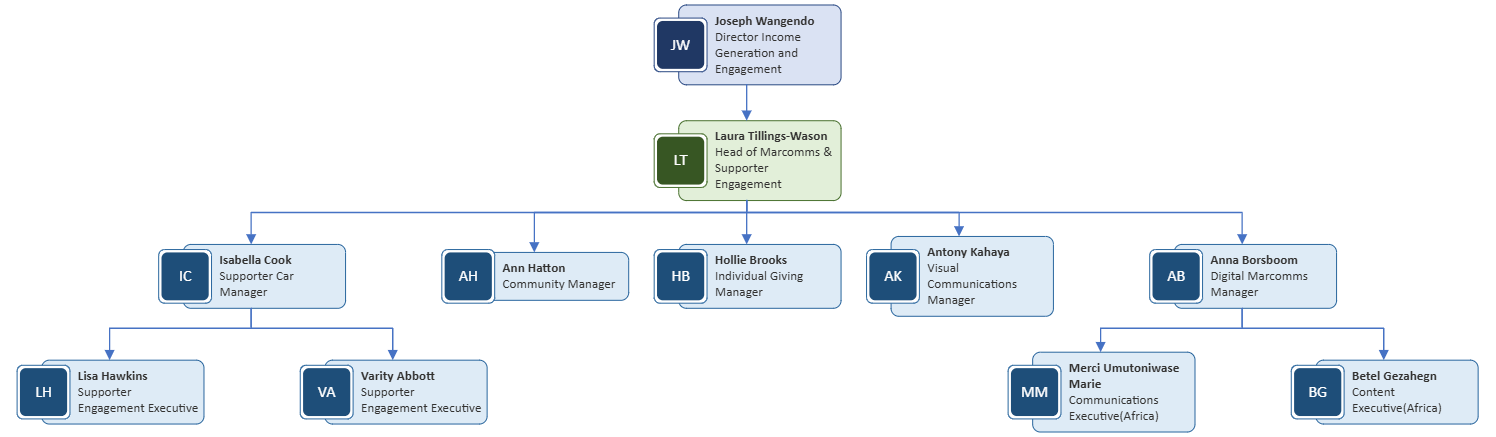 JW
Joseph Wangendo
Director Income
Generation and
Engagement
LT
Laura Tillings-Wason
Head of Marcomms &
Supporter
Engagement
IC
Isabella Cook
Supporter Car
Manager
AH
Ann Hatton
Community Manager
HB
Hollie Brooks
Individual Giving
Manager
AK
Antony Kahaya
Visual
Communications
Manager
AB
Anna Borsboom
Digital Marcomms
Manager
LH
Lisa Hawkins
Supporter
Engagement Executive
VA
Varity Abbott
Supporter
Engagement Executive
MM
Merci Umutoniwase
Marie
Communications
Executive(Africa)
BG
Betel Gezahegn
Content
Executive(Africa)